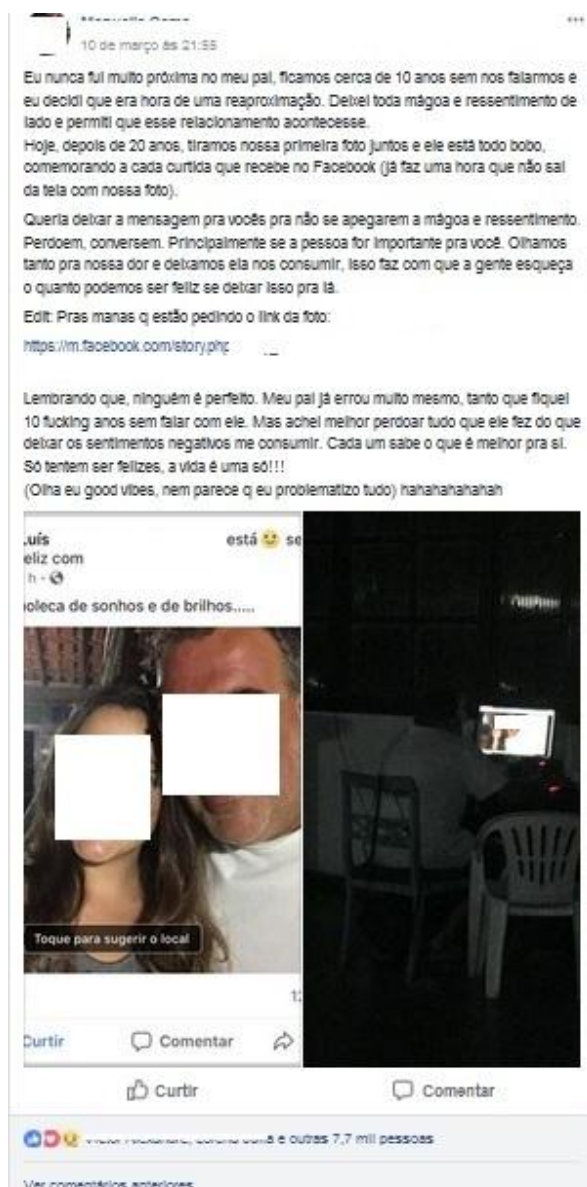 10 de março às 21:55
Eu nunca fui muito próxima no meu pai, ficamos cerca de 10 anos sem nos falarmos e
eu decidi que era hora de uma reaproximação. Deixei toda mágoa e ressentimento de
lado e permiti que esse relacionamento acontecesse.
Hoje, depois de 20 anos, tiramos nossa primeira foto juntos e ele está todo bobo,
comemorando a cada curtida que recebe no Facebook (já faz uma hora que não sai
da tela com nossa foto).
Queria deixar a mensagem pra vocês pra não se apegarem a mágoa e ressentimento.
Perdoem, conversem. Principalmente se a pessoa for importante pra você. Olhamos
tanto pra nossa dor e deixamos ela nos consumir, isso faz com que a gente esqueça
o quanto podemos ser feliz se deixar isso pra lá.
Edit: Pras manas q estão pedindo o link da foto:
https://m.facebook.com/story.php
Lembrando que, ninguém é perfeito. Meu pai já errou muito mesmo, tanto que fiquei
10 fucking anos sem falar com ele. Mas achei melhor perdoar tudo que ele fez do que
deixar os sentimentos negativos me consumir. Cada um sabe o que é melhor pra si.
Só tentem ser felizes, a vida é uma só!!!
(Olha eu good vibes, nem parece q eu problematizo tudo) hahahahahahah
.uís está se
eliz com
h
oleca de sonhos e de brilhos.....
Toque para sugerir o local
12
Curtir Comentar
Curtir Comentar
e outras 7,7 mil pessoas
Ver comentários anteriores